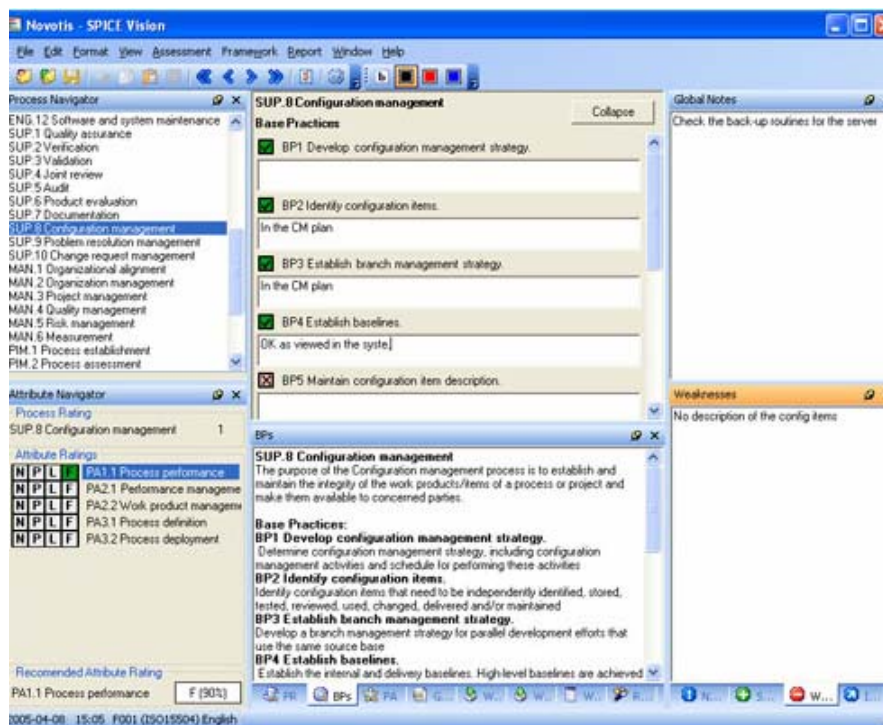 Novotis - SPICE Vision
File Edit Format View Assessment Framework Report Window Help
Process Navigator
ENG.12 Software and system maintenance
SUP.1 Quality assurance
SUP.2 Verification
SUP.3 Validation
SUP.4 Joint review
SUP.5 Audit
SUP.6 Product evaluation
SUP.7 Documentation
SUP.8 Configuration management
SUP.9 Problem resolution management
SUP.10 Change request management
MAN.1 Organizational alignment
MAN.2 Organization management
MAN.3 Project management
MAN.4 Quality management
MAN.5 Risk management
MAN.6 Measurement
PIM.1 Process establishment
PIM.2 Process assessment
Attribute Navigator
Process Rating
SUP.8 Configuration management 1
Attribute Ratings
N P L F PA1.1 Process performance
N P L F PA2.1 Performance manageme
N P L F PA2.2 Work product manageme
N P L F PA3.1 Process definition
N P L F PA3.2 Process deployment
Recomended Attribute Rating
PA1.1 Process performance F (90%)
SUP.8 Configuration management
Collapse
Base Practices
BP1 Develop configuration management strategy.
BP2 Identify configuration items.
In the CM plan
BP3 Establish branch management strategy.
In the CM plan
BP4 Establish baselines.
OK as viewed in the syste
BP5 Maintain configuration item description.
BPs
SUP.8 Configuration management
The purpose of the Configuration management process is to establish and
maintain the integrity of the work products/items of a process or project and
make them available to concerned parties.
Base Practices:
BP1 Develop configuration management strategy.
Determine configuration management strategy, including configuration
management activities and schedule for performing these activities
BP2 Identify configuration items.
Identify configuration items that need to be independently identified, stored,
tested, reviewed, used, changed, delivered and/or maintained
BP3 Establish branch management strategy.
Develop a branch management strategy for parallel development efforts that
use the same source base
BP4 Establish baselines.
Establish the internal and delivery baselines. High-level baselines are achieved
PR BPs PA G... W... W... W... R...
Global Notes
Check the back-up routines for the server
Weaknesses
No description of the config items
N... S... W...
2005-04-08 15:05 F001 (ISO15504) English